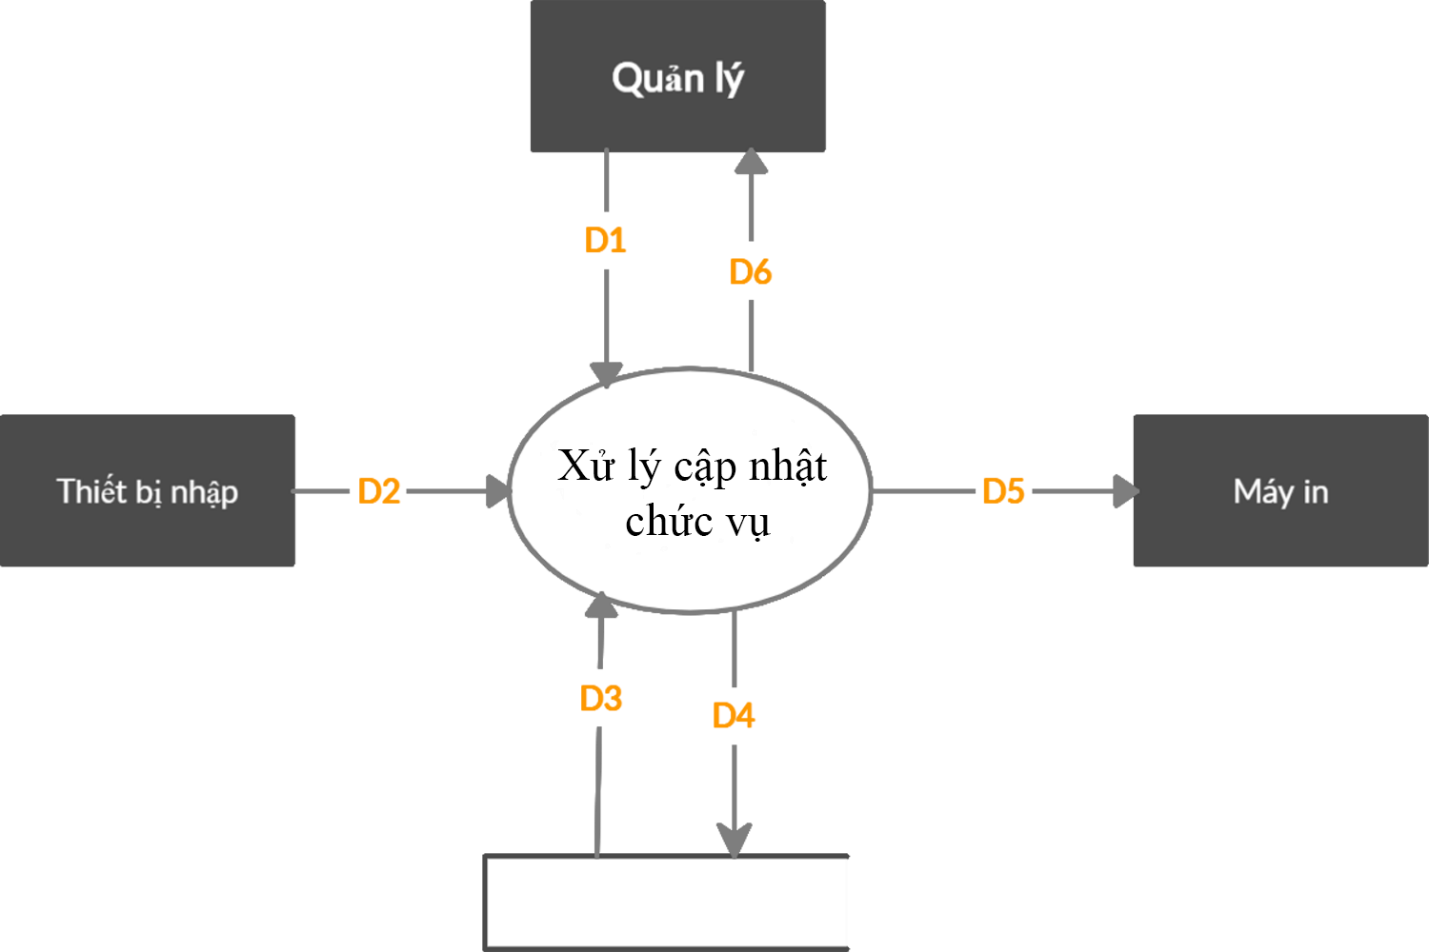 Quản lý
D1
D6
Xử lý cập nhật
chức vụ
Thiết bị nhập
D2
D5
Máy in
D3
D4